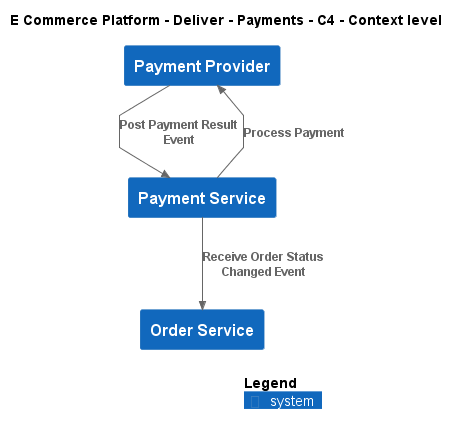 E Commerce Platform - Deliver - Payments - C4 - Context level
Payment Provider
Post Payment Result
Event
Process Payment
Payment Service
Receive Order Status
Changed Event
Order Service
Legend
system